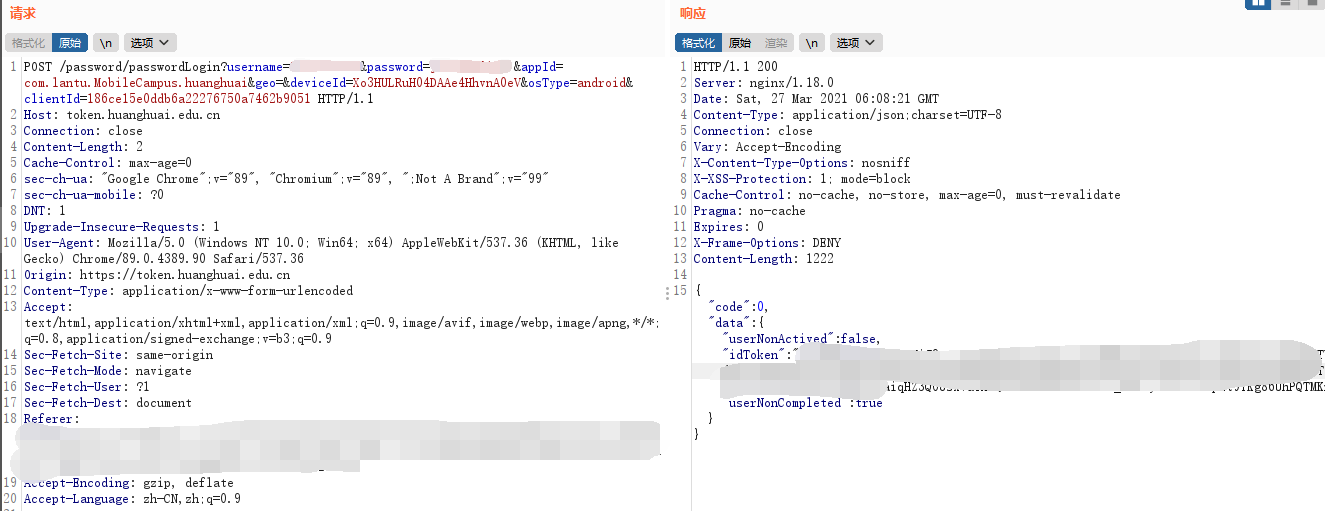 请求
格式化 原始 \n 选项
1 POST /password/passwordLogin?username= &password= &appId=
com.lantu.MobileCampus.huanghuai&geo=&deviceId=Xo3HULRuH04DAAe4HhvnA0eV&osType=android&
clientId=186ce15e0ddb6a22276750a7462b9051 HTTP/1.1
2 Host: token.huanghuai.edu.cn
3 Connection: close
4 Content-Length: 2
5 Cache-Control: max-age=0
6 sec-ch-ua: "Google Chrome";v="89", "Chromium";v="89", ";Not A Brand";v="99"
7 sec-ch-ua-mobile: ?0
8 DNT: 1
9 Upgrade-Insecure-Requests: 1
10 User-Agent: Mozilla/5.0 (Windows NT 10.0; Win64; x64) AppleWebKit/537.36 (KHTML, like
Gecko) Chrome/89.0.4389.90 Safari/537.36
11 Origin: https://token.huanghuai.edu.cn
12 Content-Type: application/x-www-form-urlencoded
13 Accept:
text/html,application/xhtml+xml,application/xml;q=0.9,image/avif,image/webp,image/apng,*/*;
q=0.8,application/signed-exchange;v=b3;q=0.9
14 Sec-Fetch-Site: same-origin
15 Sec-Fetch-Mode: navigate
16 Sec-Fetch-User: ?1
17 Sec-Fetch-Dest: document
18 Referer:
19 Accept-Encoding: gzip, deflate
20 Accept-Language: zh-CN,zh;q=0.9
响应
格式化 原始 渲染 \n 选项
1 HTTP/1.1 200
2 Server: nginx/1.18.0
3 Date: Sat, 27 Mar 2021 06:08:21 GMT
4 Content-Type: application/json;charset=UTF-8
5 Connection: close
6 Vary: Accept-Encoding
7 X-Content-Type-Options: nosniff
8 X-XSS-Protection: 1; mode=block
9 Cache-Control: no-cache, no-store, max-age=0, must-revalidate
10 Pragma: no-cache
11 Expires: 0
12 X-Frame-Options: DENY
13 Content-Length: 1222
14
15 {
"code":0,
"data":{
"userNonActived":false,
"idToken":"
userNonCompleted :true
}
}